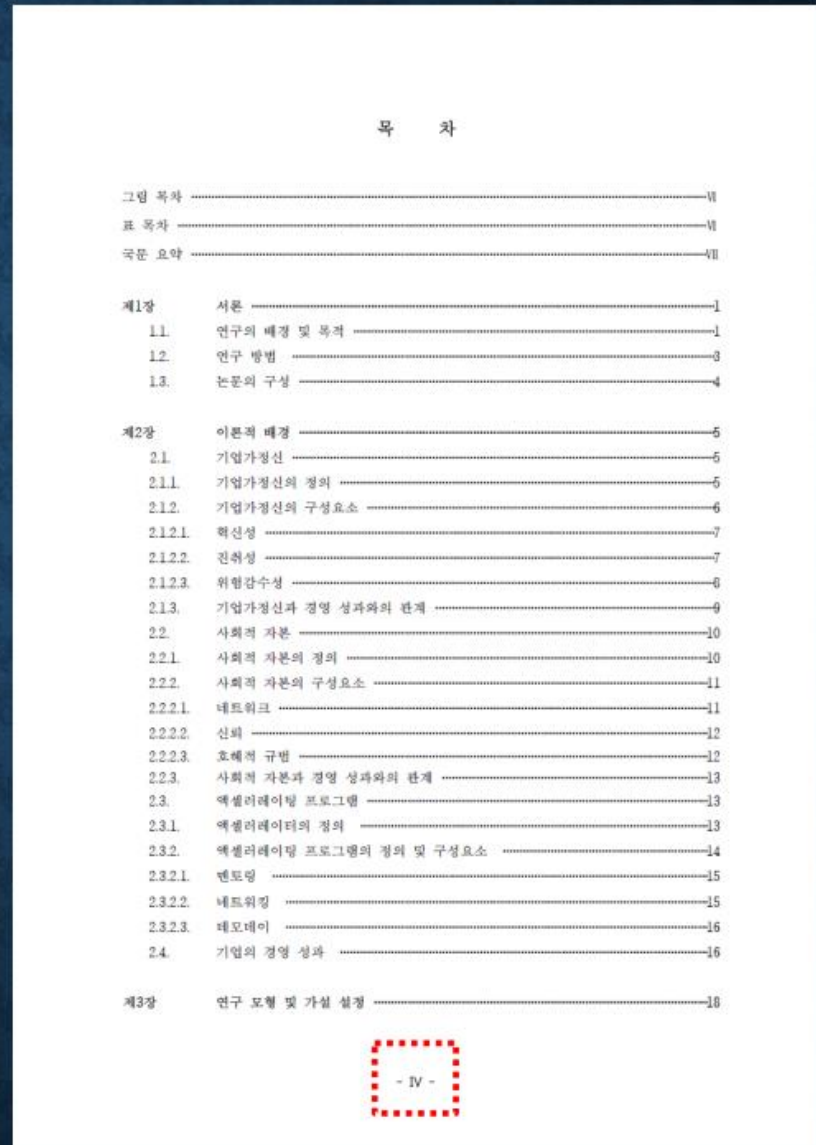 목 차
그림 목차 VI
표 목차 VI
국문 요약 VII
제1장 서론 1
1.1. 연구의 배경 및 목적 1
1.2. 연구 방법 3
1.3. 논문의 구성 4
제2장 이론적 배경 5
2.1. 기업가정신 5
2.1.1. 기업가정신의 정의 5
2.1.2. 기업가정신의 구성요소 6
2.1.2.1. 혁신성 7
2.1.2.2. 진취성 7
2.1.2.3. 위험감수성 8
2.1.3. 기업가정신과 경영 성과와의 관계 9
2.2. 사회적 자본 10
2.2.1. 사회적 자본의 정의 10
2.2.2. 사회적 자본의 구성요소 11
2.2.2.1. 네트워크 11
2.2.2.2. 신뢰 12
2.2.2.3. 호혜적 규범 12
2.2.3. 사회적 자본과 경영 성과와의 관계 13
2.3. 액셀러레이팅 프로그램 13
2.3.1. 액셀러레이터의 정의 13
2.3.2. 액셀러레이팅 프로그램의 정의 및 구성요소 14
2.3.2.1. 멘토링 15
2.3.2.2. 네트워킹 15
2.3.2.3. 데모데이 16
2.4. 기업의 경영 성과 16
제3장 연구 모형 및 가설 설정 18
- IV -